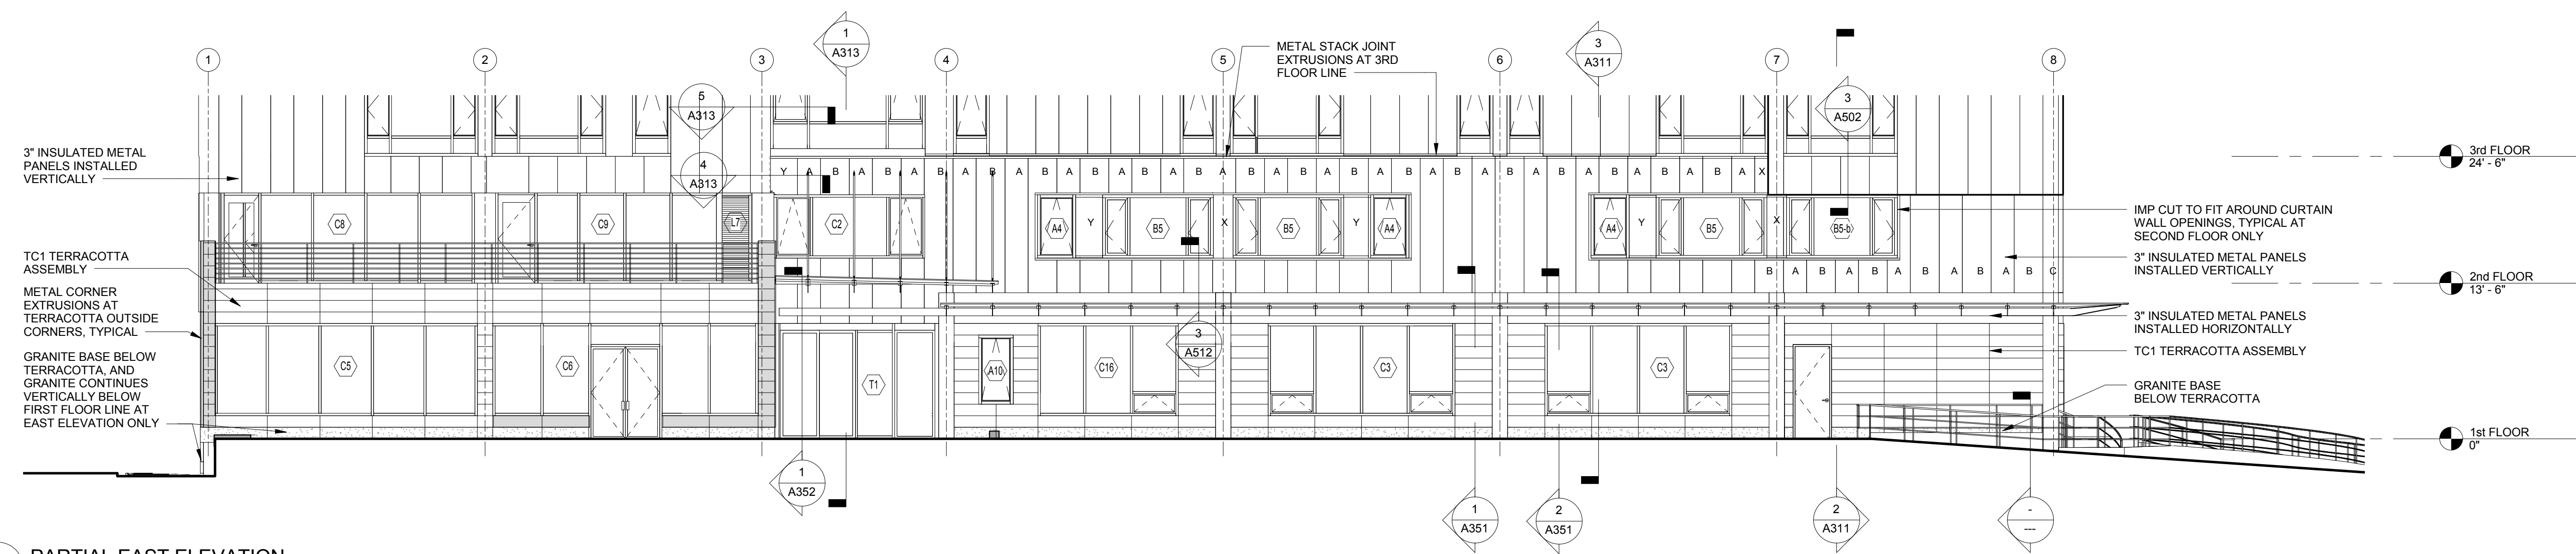 1
A313
3
A311
METAL STACK JOINT
EXTRUSIONS AT 3RD
FLOOR LINE
1 2 3 4 5 6 7 8
5
A313
3
A502
3" INSULATED METAL
PANELS INSTALLED
VERTICALLY
4
A313
Y A B A B A B A B A B A B A B A B A B A B A B A B A B A B A B A B A X
3rd FLOOR
24' - 6"
C8 C9 L7 C2 A4 Y B5 X B5 Y A4 A4 Y B5 X B5-b
IMP CUT TO FIT AROUND CURTAIN
WALL OPENINGS, TYPICAL AT
SECOND FLOOR ONLY
TC1 TERRACOTTA
ASSEMBLY
3" INSULATED METAL PANELS
INSTALLED VERTICALLY
B A B A B A B A B A B C
2nd FLOOR
13' - 6"
METAL CORNER
EXTRUSIONS AT
TERRACOTTA OUTSIDE
CORNERS, TYPICAL
3" INSULATED METAL PANELS
INSTALLED HORIZONTALLY
3
A512
TC1 TERRACOTTA ASSEMBLY
GRANITE BASE BELOW
TERRACOTTA, AND
GRANITE CONTINUES
VERTICALLY BELOW
FIRST FLOOR LINE AT
EAST ELEVATION ONLY
C5 C6 T1 A10 C16 C3 C3
GRANITE BASE
BELOW TERRACOTTA
1st FLOOR
0"
1
A352
1
A351
2
A351
2
A311
-
---
PARTIAL EAST ELEVATION